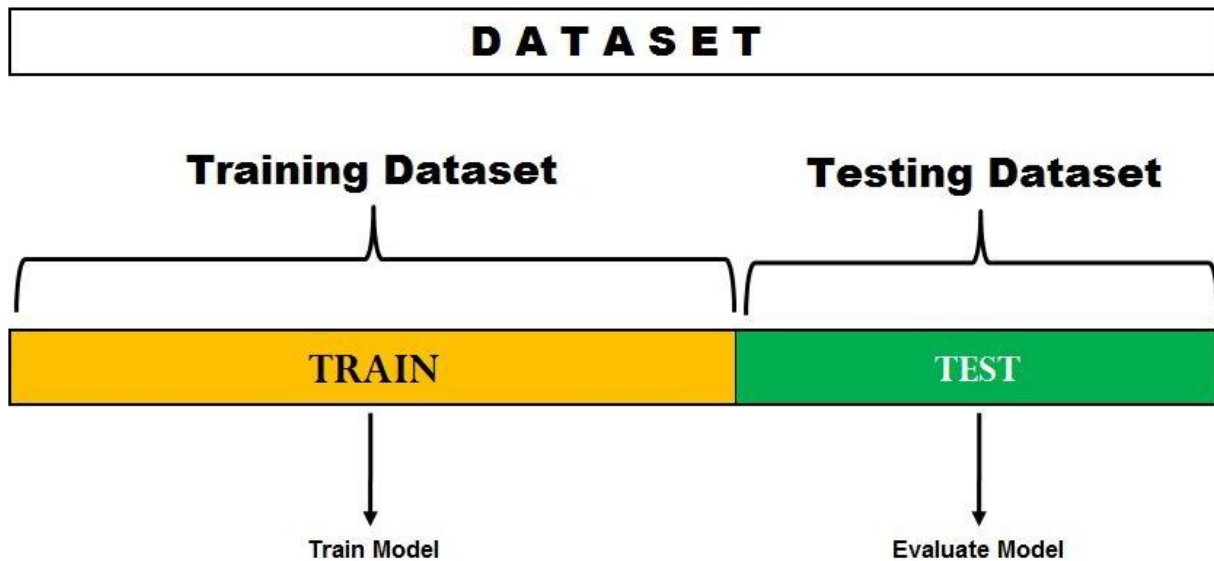 DATASET
Training Dataset
Testing Dataset
TRAIN
TEST
Train Model
Evaluate Model